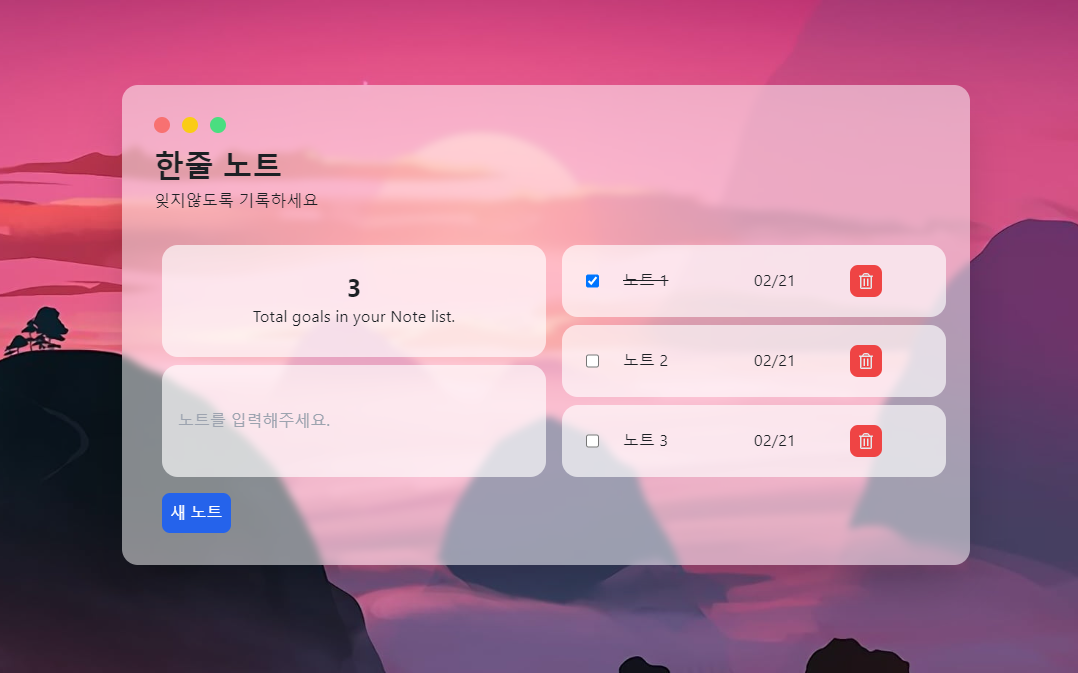 한줄 노트
잊지않도록 기록하세요
3
Total goals in your Note list.
노트를 입력해주세요.
새 노트
노트 1 02/21
노트 2 02/21
노트 3 02/21